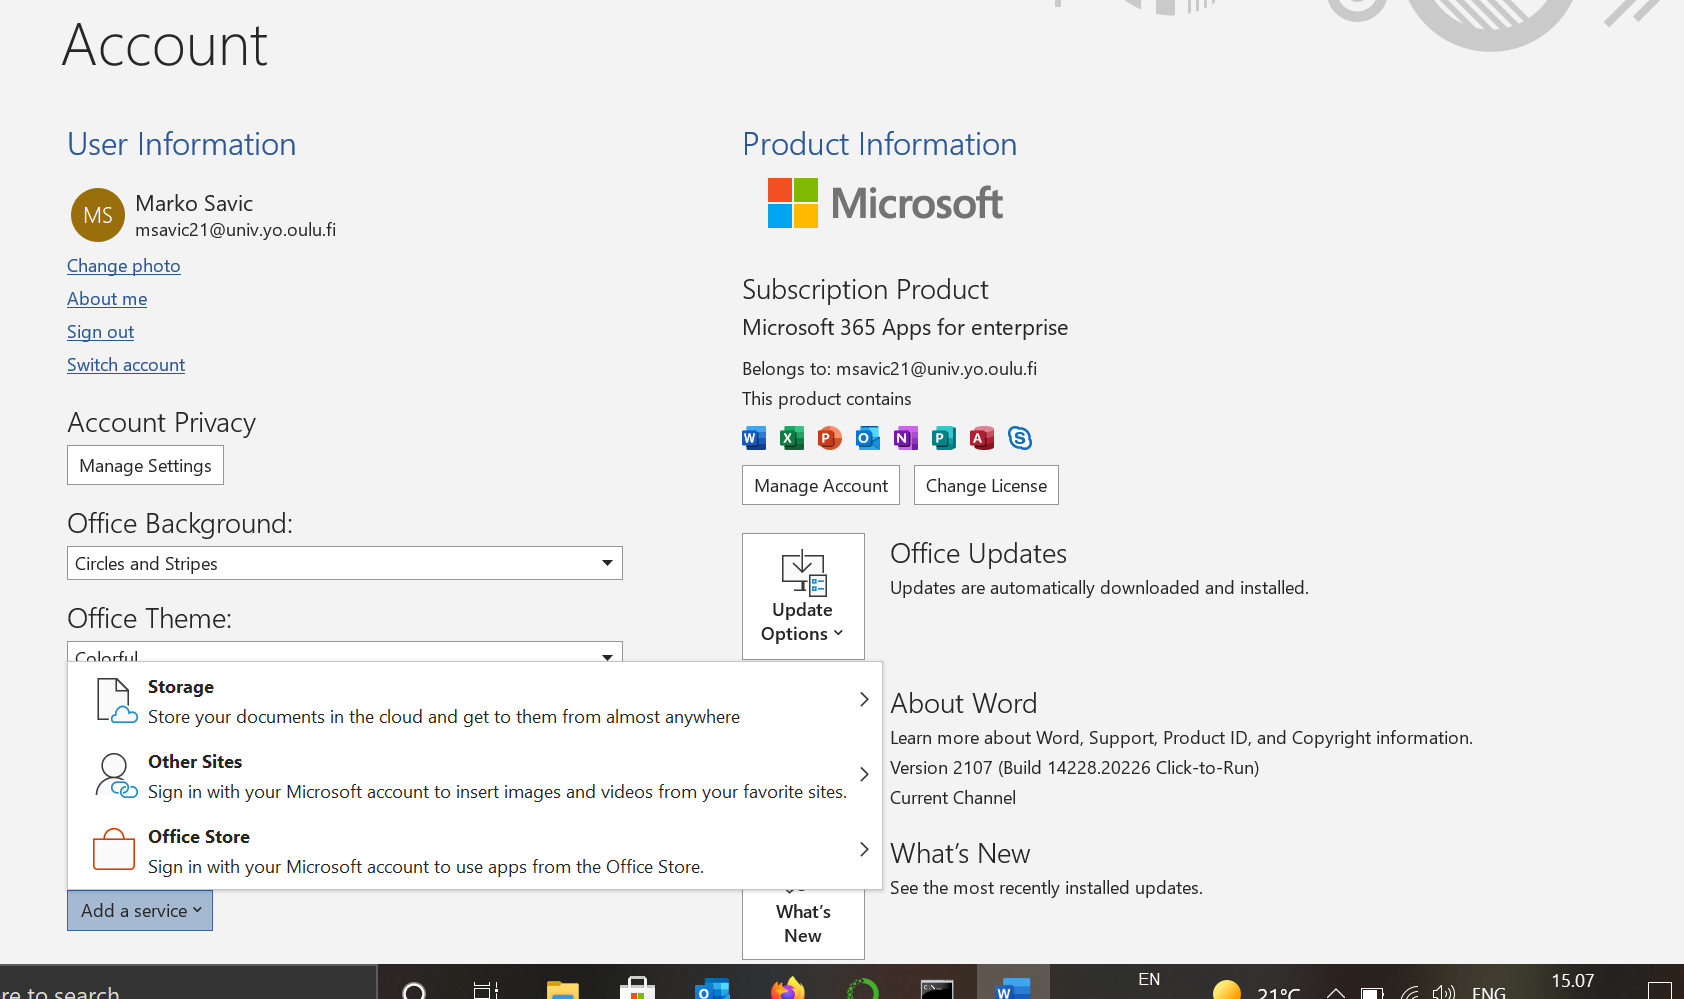 Account
User Information
MS
Marko Savic
msavic21@univ.yo.oulu.fi
Change photo
About me
Sign out
Switch account
Account Privacy
Manage Settings
Office Background:
Circles and Stripes
Office Theme:
Colorful
Storage
Store your documents in the cloud and get to them from almost anywhere
Other Sites
Sign in with your Microsoft account to insert images and videos from your favorite sites.
Office Store
Sign in with your Microsoft account to use apps from the Office Store.
Add a service
Product Information
Microsoft
Subscription Product
Microsoft 365 Apps for enterprise
Belongs to: msavic21@univ.yo.oulu.fi
This product contains
W X P O N P A S
Manage Account
Change License
Update
Options
Office Updates
Updates are automatically downloaded and installed.
About Word
Learn more about Word, Support, Product ID, and Copyright information.
Version 2107 (Build 14228.20226 Click-to-Run)
Current Channel
What's
New
What's New
See the most recently installed updates.
re to search
O
W
EN
21°C
ENG
15.07